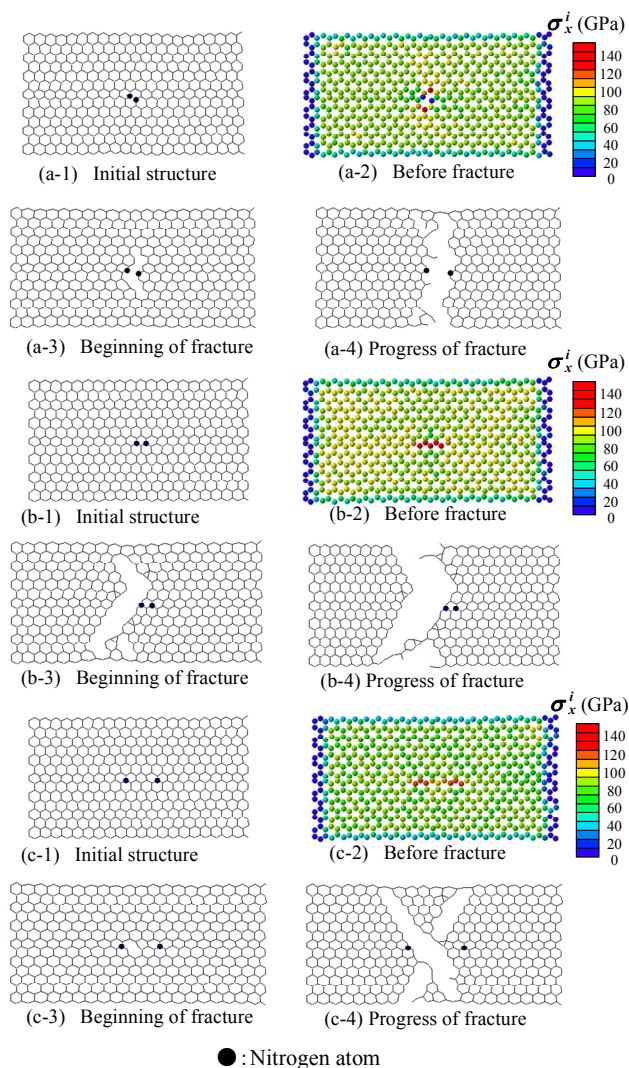 σ_x^i (GPa)
140
120
100
80
60
40
20
0
(a-1) Initial structure
(a-2) Before fracture
(a-3) Beginning of fracture
(a-4) Progress of fracture
σ_x^i (GPa)
140
120
100
80
60
40
20
0
(b-1) Initial structure
(b-2) Before fracture
(b-3) Beginning of fracture
(b-4) Progress of fracture
σ_x^i (GPa)
140
120
100
80
60
40
20
0
(c-1) Initial structure
(c-2) Before fracture
(c-3) Beginning of fracture
(c-4) Progress of fracture
● : Nitrogen atom